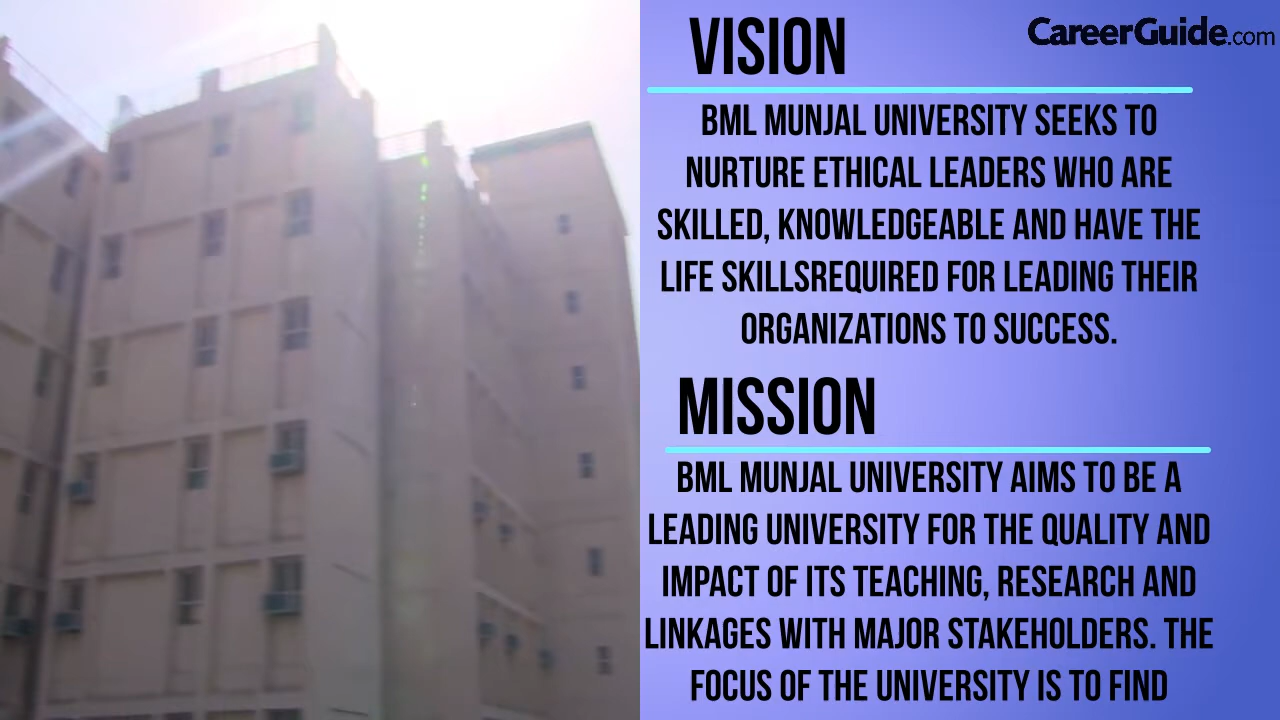 VISION
CareerGuide.com
BML MUNJAL UNIVERSITY SEEKS TO
NURTURE ETHICAL LEADERS WHO ARE
SKILLED, KNOWLEDGEABLE AND HAVE THE
LIFE SKILLSREQUIRED FOR LEADING THEIR
ORGANIZATIONS TO SUCCESS.
MISSION
BML MUNJAL UNIVERSITY AIMS TO BE A
LEADING UNIVERSITY FOR THE QUALITY AND
IMPACT OF ITS TEACHING, RESEARCH AND
LINKAGES WITH MAJOR STAKEHOLDERS. THE
FOCUS OF THE UNIVERSITY IS TO FIND